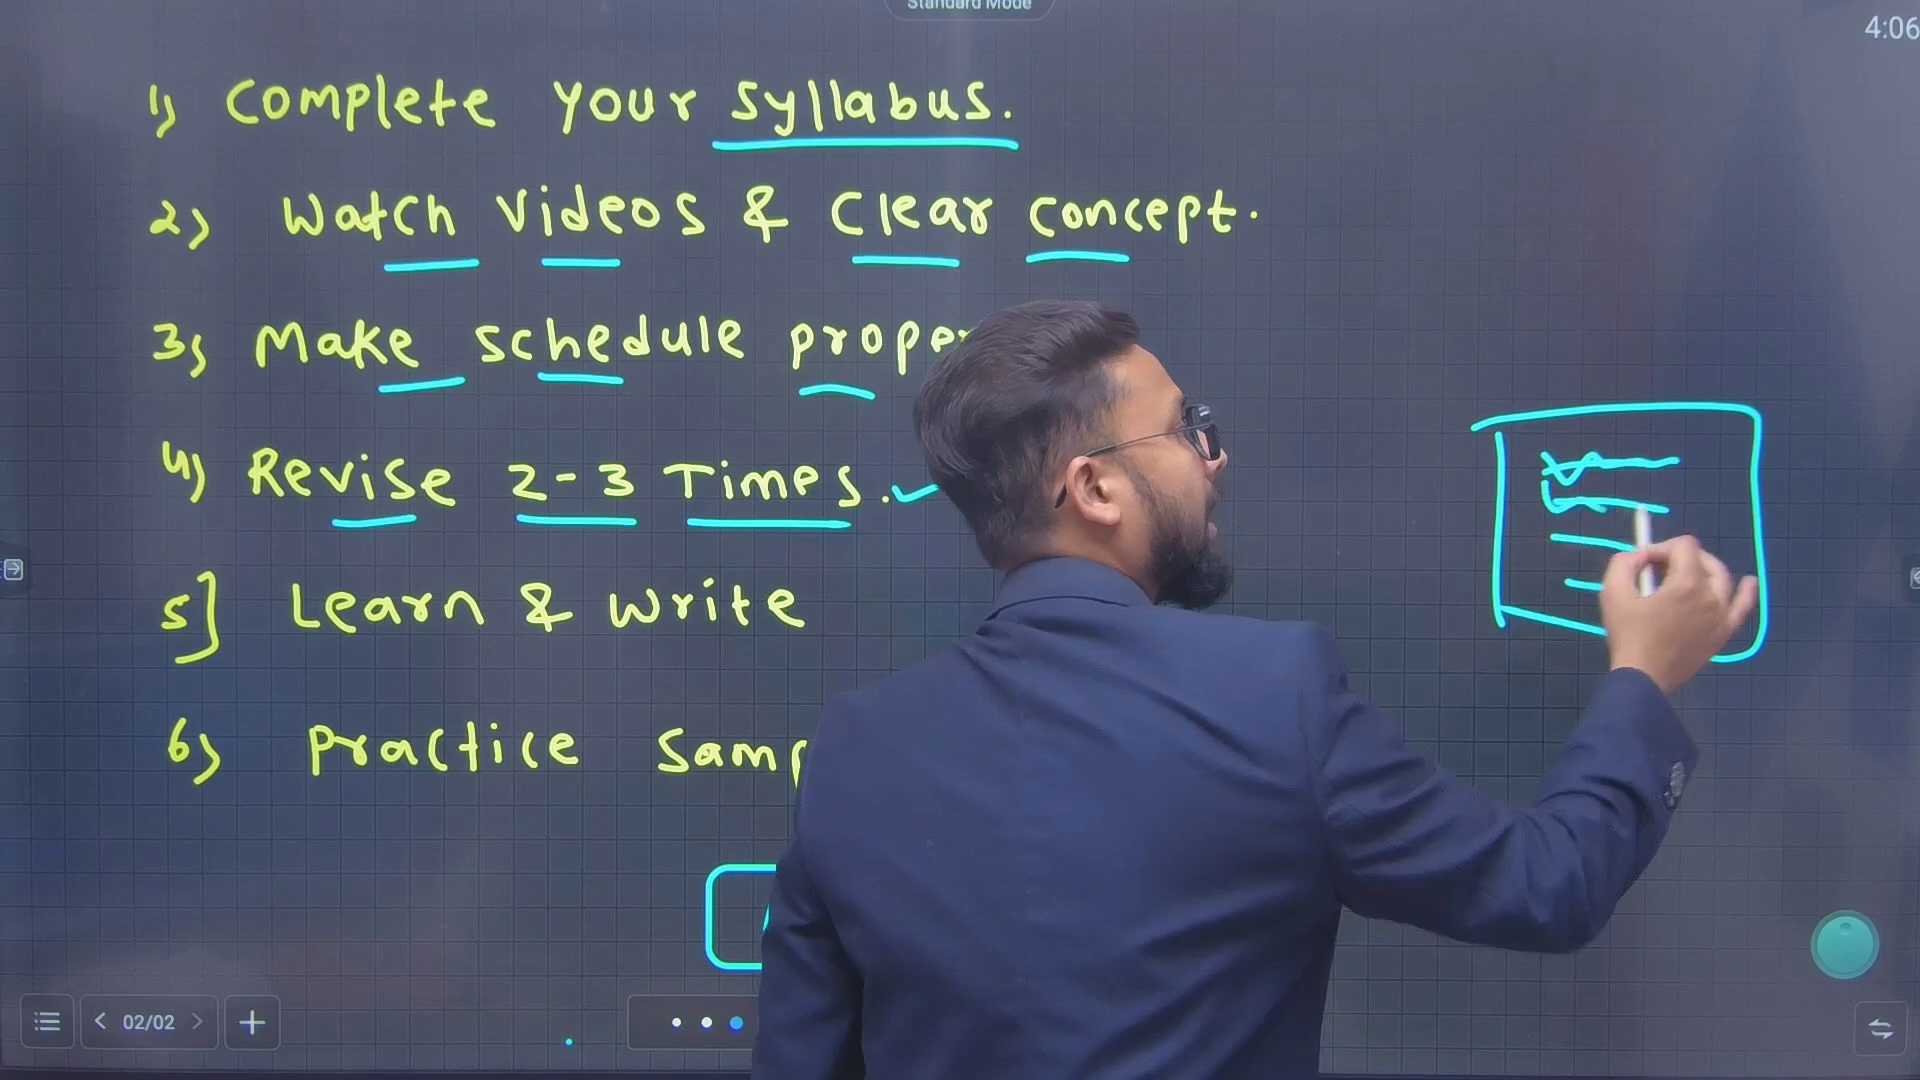 Standard Mode
4:06
1) Complete your syllabus.
2) Watch videos & clear concept.
3) Make schedule proper
4) Revise 2-3 Times.
5] Learn & write
6) Practice samp
02/02